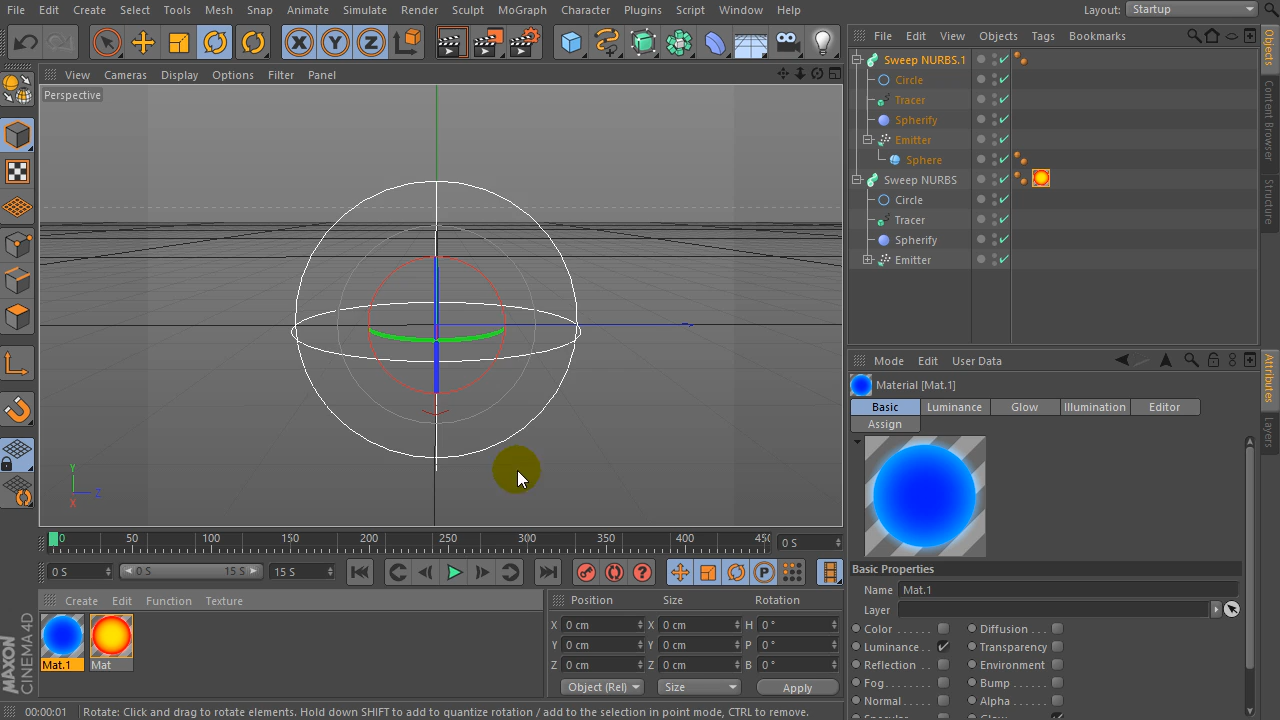 File Edit Create Select Tools Mesh Snap Animate Simulate Render Sculpt MoGraph Character Plugins Script Window Help Layout: Startup
File Edit View Objects Tags Bookmarks
View Cameras Display Options Filter Panel
Perspective
Sweep NURBS.1
Circle
Tracer
Spherify
Emitter
Sphere
Sweep NURBS
Circle
Tracer
Spherify
Emitter
Objects
Content Browser
Structure
Mode Edit User Data
Material [Mat.1]
Basic Luminance Glow Illumination Editor
Assign
Attributes
Layers
Y
Z
X
0 50 100 150 200 250 300 350 400 450 0 S
0 S 0 S 15 S 15 S
Basic Properties
Name Mat.1
Layer
Color . . . . . . Diffusion . . .
Luminance . . Transparency
Reflection . . Environment
Fog . . . . . . . Bump . . . . . .
Normal . . . . . Alpha . . . . . .
Create Edit Function Texture
Mat.1 Mat
Position Size Rotation
X 0 cm X 0 cm H 0 °
Y 0 cm Y 0 cm P 0 °
Z 0 cm Z 0 cm B 0 °
Object (Rel) Size Apply
MAXON
CINEMA 4D
00:00:01 Rotate: Click and drag to rotate elements. Hold down SHIFT to add to quantize rotation / add to the selection in point mode, CTRL to remove.